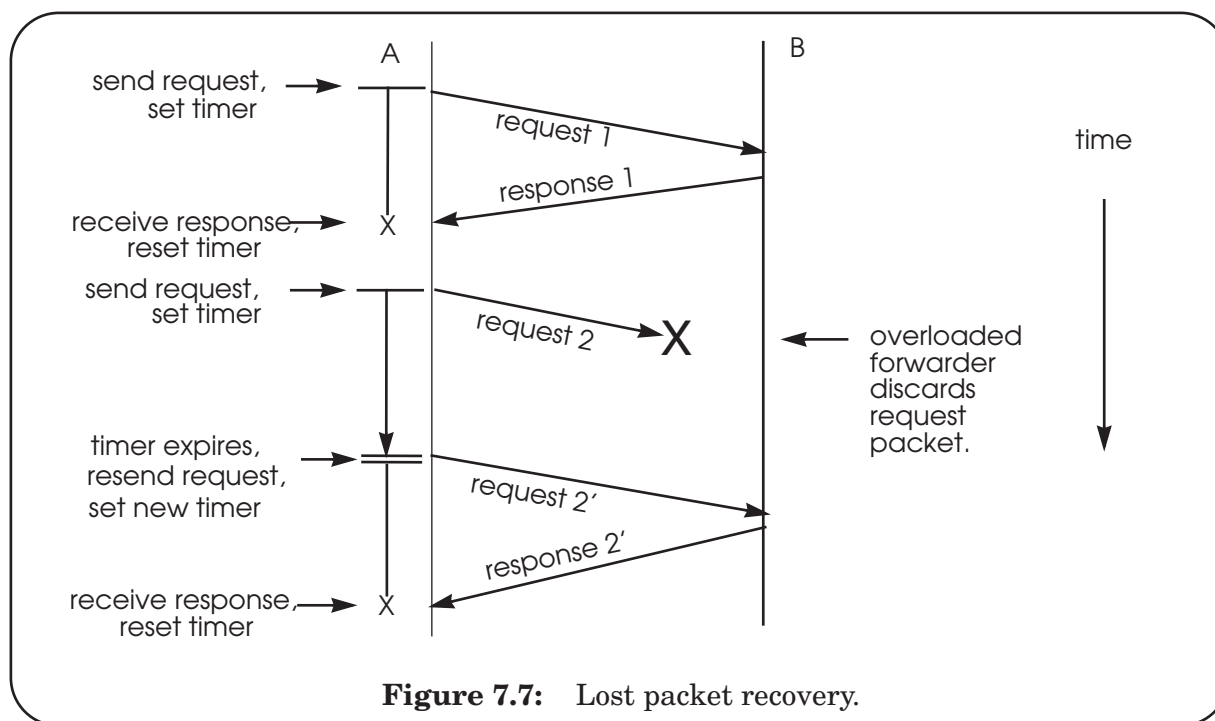 A
B
send request,
set timer
request 1
time
response 1
receive response,
reset timer
send request,
set timer
request 2
X
X
overloaded
forwarder
discards
request
packet.
timer expires,
resend request,
set new timer
request 2'
response 2'
receive response,
reset timer
X
Figure 7.7: Lost packet recovery.